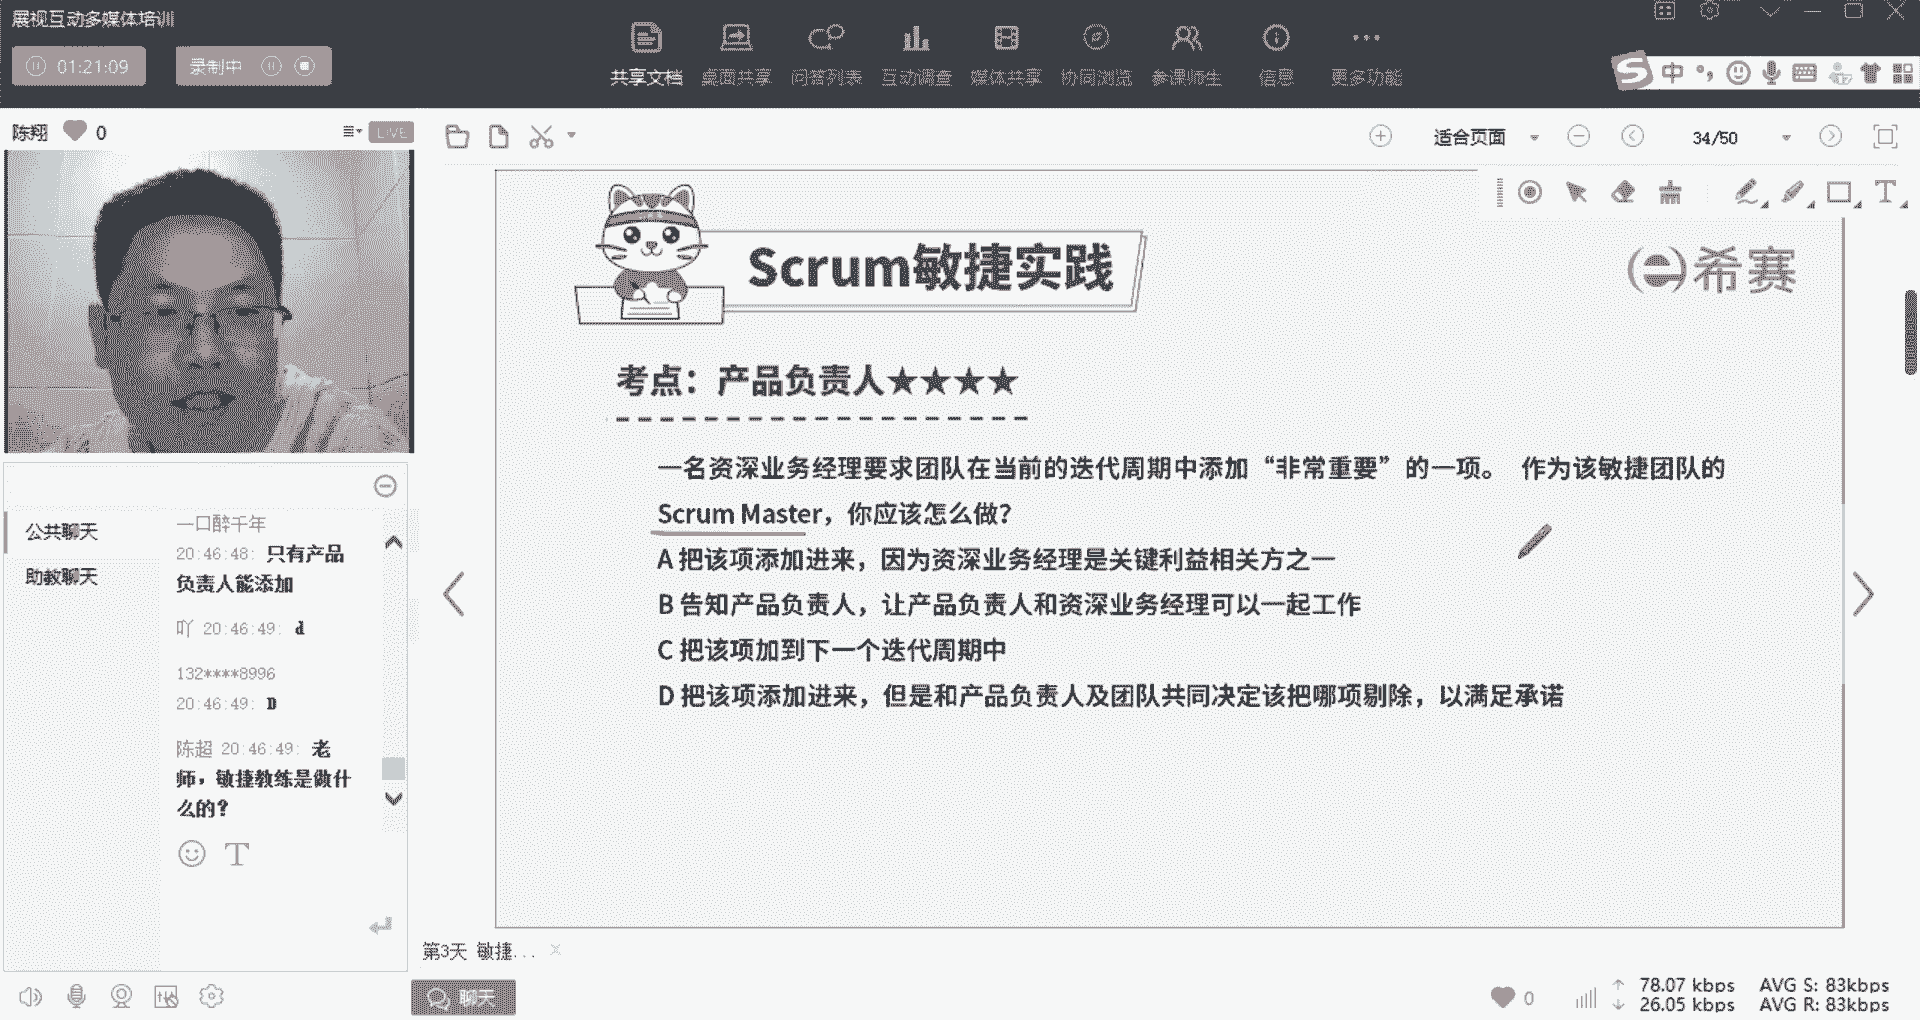 展视互动多媒体培训
01:21:09
录制中
共享文档 桌面共享 问答列表 互动调查 媒体共享 协同浏览 参课师生 信息 更多功能
中
陈翔 0
LIVE
适合页面
34/50
公共聊天
助教聊天
一口醉千年
20:46:48: 只有产品
负责人能添加
吖 20:46:49: d
132****8996
20:46:49: D
陈超 20:46:49: 老
师，敏捷教练是做什
么的？
Scrum敏捷实践
希赛
考点：产品负责人★★★★
一名资深业务经理要求团队在当前的迭代周期中添加“非常重要”的一项。 作为该敏捷团队的
Scrum Master，你应该怎么做？
A 把该项添加进来，因为资深业务经理是关键利益相关方之一
B 告知产品负责人，让产品负责人和资深业务经理可以一起工作
C 把该项加到下一个迭代周期中
D 把该项添加进来，但是和产品负责人及团队共同决定该把哪项剔除，以满足承诺
第3天 敏捷...
聊天
0
78.07 kbps AVG S: 83kbps
26.05 kbps AVG R: 83kbps